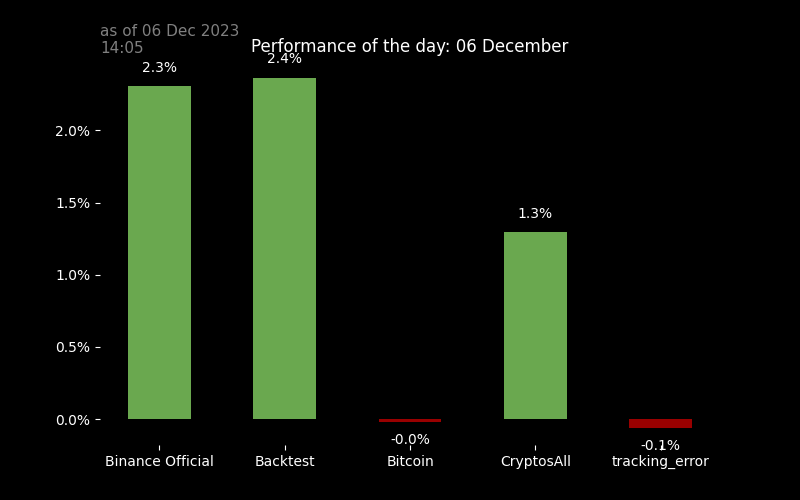 as of 06 Dec 2023
14:05
Performance of the day: 06 December
2.3%
2.4%
2.0%
1.5%
1.3%
1.0%
0.5%
0.0%
-0.0%
-0.1%
Binance Official
Backtest
Bitcoin
CryptosAll
tracking_error